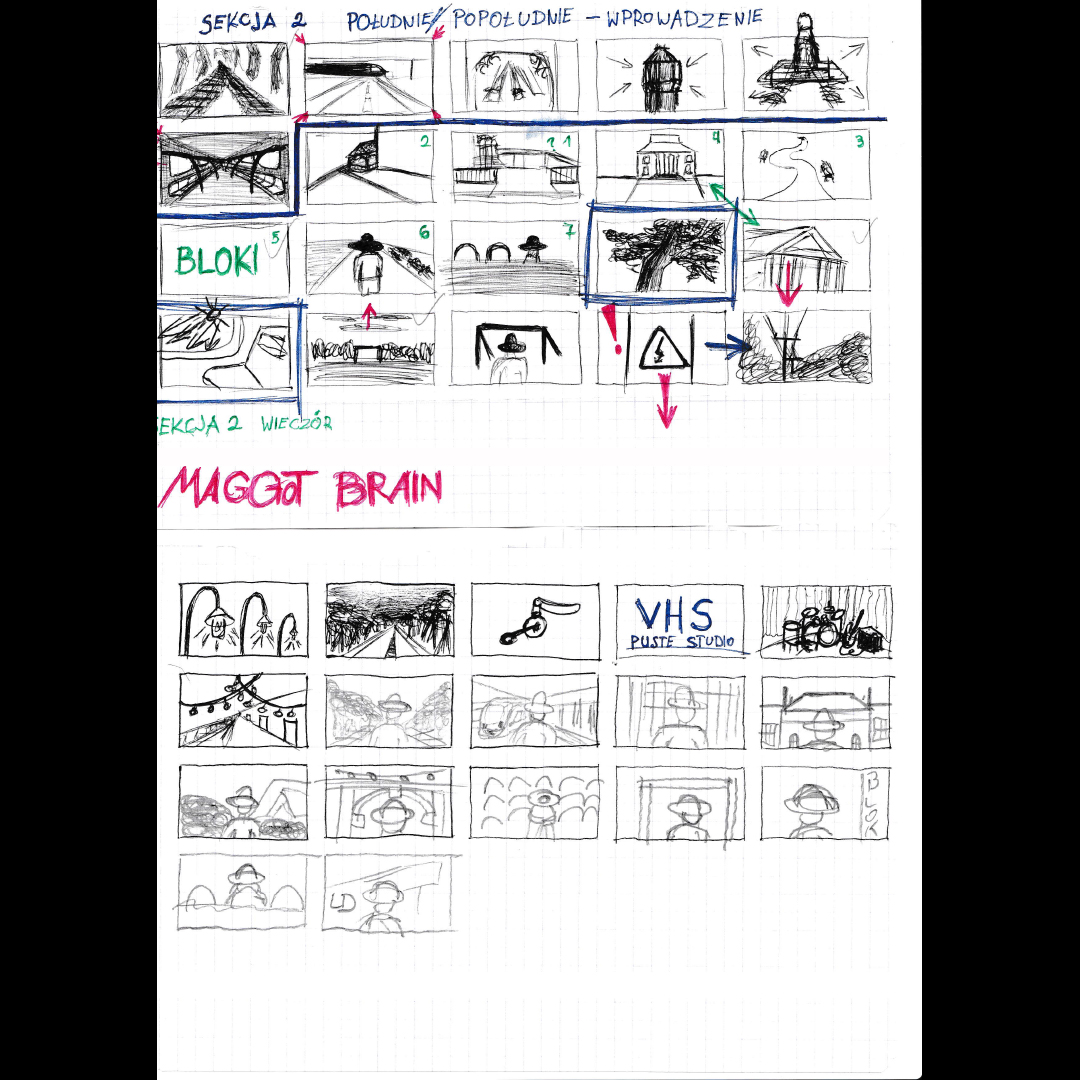 SEKCJA 2 POŁUDNIE/ POPOŁUDNIE - WPROWADZENIE
2
? 1
4
3
BLOKI 5
6
7
!
SEKCJA 2 WIECZÓR
MAGGOT BRAIN
VHS
PUSTE STUDIO
BLOK